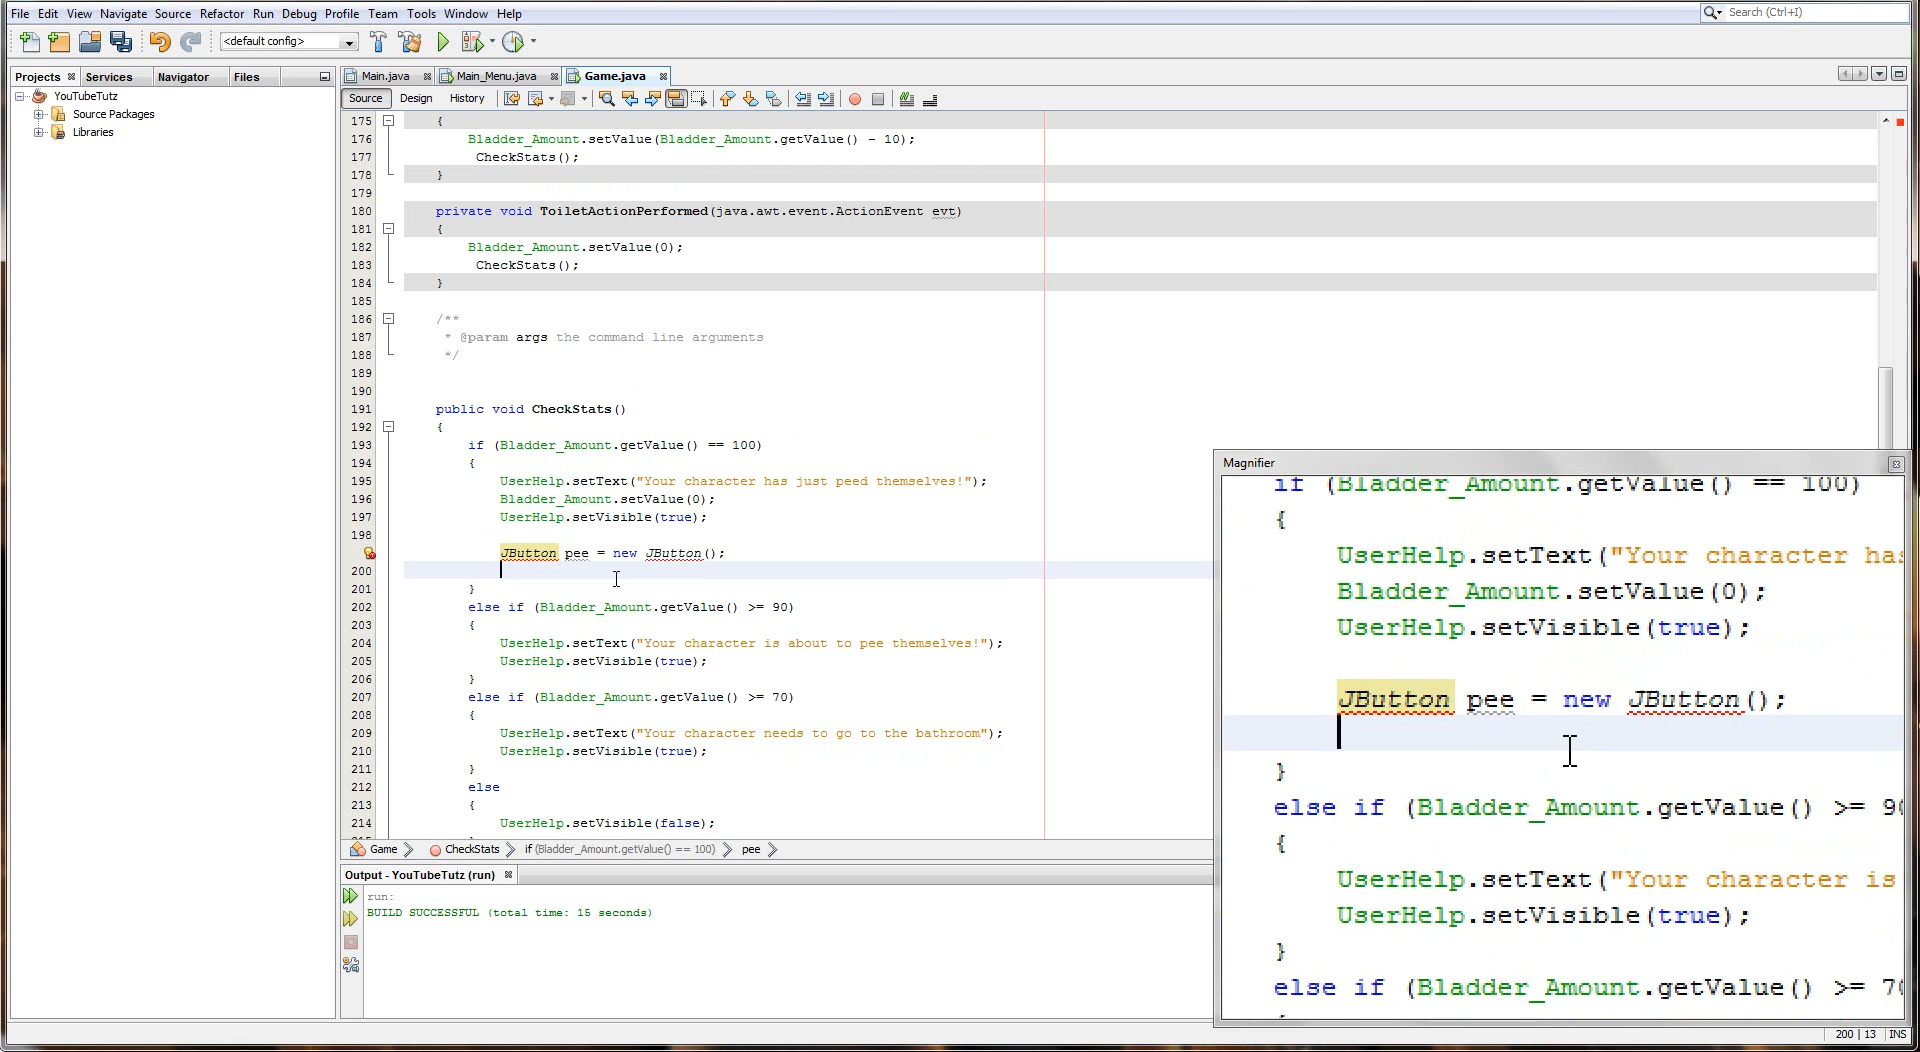 File Edit View Navigate Source Refactor Run Debug Profile Team Tools Window Help
Search (Ctrl+I)
<default config>
Projects Services Navigator Files
YouTubeTutz
Source Packages
Libraries
Main.java Main_Menu.java Game.java
Source Design History
175 {
176 Bladder_Amount.setValue(Bladder_Amount.getValue() - 10);
177 CheckStats();
178 }
179
180 private void ToiletActionPerformed(java.awt.event.ActionEvent evt)
181 {
182 Bladder_Amount.setValue(0);
183 CheckStats();
184 }
185
186 /**
187 * @param args the command line arguments
188 */
189
190
191 public void CheckStats()
192 {
193 if (Bladder_Amount.getValue() == 100)
194 {
195 UserHelp.setText("Your character has just peed themselves!");
196 Bladder_Amount.setValue(0);
197 UserHelp.setVisible(true);
198
JButton pee = new JButton();
200
201 }
202 else if (Bladder_Amount.getValue() >= 90)
203 {
204 UserHelp.setText("Your character is about to pee themselves!");
205 UserHelp.setVisible(true);
206 }
207 else if (Bladder_Amount.getValue() >= 70)
208 {
209 UserHelp.setText("Your character needs to go to the bathroom");
210 UserHelp.setVisible(true);
211 }
212 else
213 {
214 UserHelp.setVisible(false);
Game CheckStats if (Bladder_Amount.getValue() == 100) pee
Output - YouTubeTutz (run)
run:
BUILD SUCCESSFUL (total time: 15 seconds)
Magnifier
if (Bladder_Amount.getValue() == 100)
{
UserHelp.setText("Your character has
Bladder_Amount.setValue(0);
UserHelp.setVisible(true);
JButton pee = new JButton();
}
else if (Bladder_Amount.getValue() >= 90
{
UserHelp.setText("Your character is
UserHelp.setVisible(true);
}
else if (Bladder_Amount.getValue() >= 70
200 | 13 INS